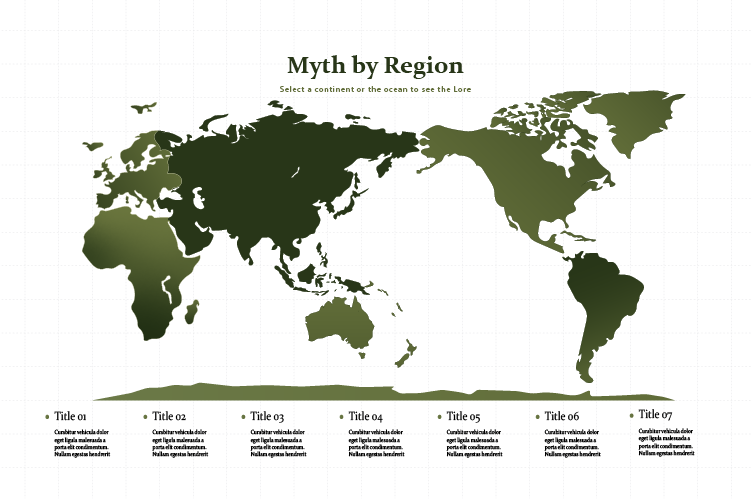 Myth by Region
Select a continent or the ocean to see the Lore
Title 01
Curabitur vehicula dolor
eget ligula malesuada a
porta elit condimentum.
Nullam egestas hendrerit
Title 02
Curabitur vehicula dolor
eget ligula malesuada a
porta elit condimentum.
Nullam egestas hendrerit
Title 03
Curabitur vehicula dolor
eget ligula malesuada a
porta elit condimentum.
Nullam egestas hendrerit
Title 04
Curabitur vehicula dolor
eget ligula malesuada a
porta elit condimentum.
Nullam egestas hendrerit
Title 05
Curabitur vehicula dolor
eget ligula malesuada a
porta elit condimentum.
Nullam egestas hendrerit
Title 06
Curabitur vehicula dolor
eget ligula malesuada a
porta elit condimentum.
Nullam egestas hendrerit
Title 07
Curabitur vehicula dolor
eget ligula malesuada a
porta elit condimentum.
Nullam egestas hendrerit